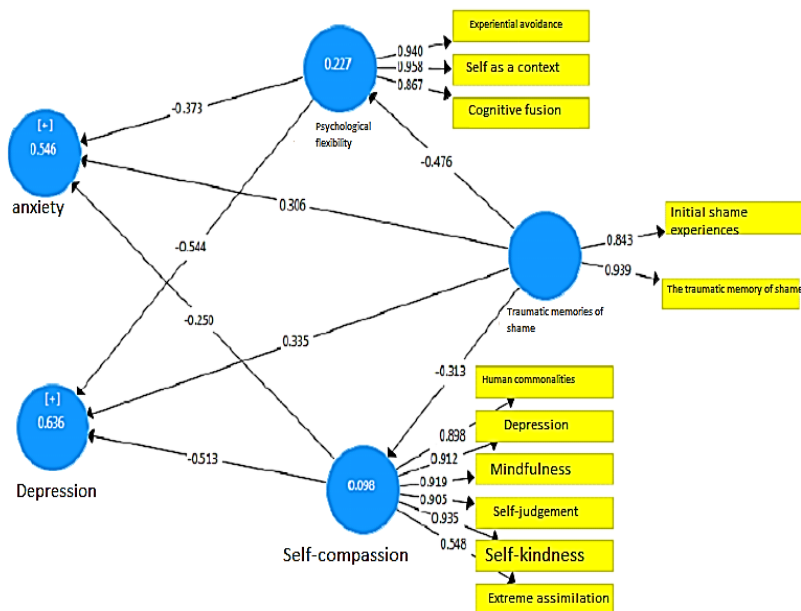 Experiential avoidance
0.940
0.227
0.958
Self as a context
0.867
Cognitive fusion
-0.373
Psychological
flexibility
[+]
0.546
anxiety
-0.476
0.306
Initial shame
experiences
0.843
0.939
The traumatic memory of shame
-0.544
Traumatic memories of
shame
-0.250
0.335
-0.313
Human commonalities
[+]
0.636
Depression
0.898
Depression
0.912
-0.513
Mindfulness
0.919
0.098
0.905
Self-judgement
0.935
Self-compassion
0.548
Self-kindness
Extreme assimilation